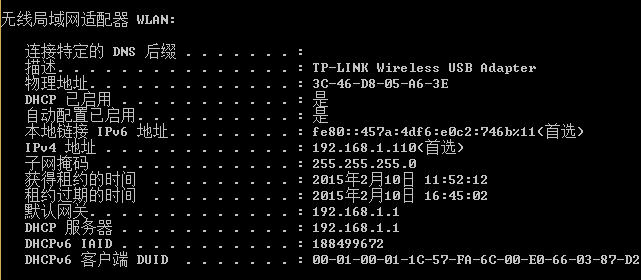 无线局域网适配器 WLAN:
连接特定的 DNS 后缀 . . . . . . . :
描述. . . . . . . . . . . . . . . : TP-LINK Wireless USB Adapter
物理地址. . . . . . . . . . . . . : 3C-46-D8-05-A6-3E
DHCP 已启用 . . . . . . . . . . . : 是
自动配置已启用. . . . . . . . . . : 是
本地链接 IPv6 地址. . . . . . . . : fe80::457a:4df6:e0c2:746b%11(首选)
IPv4 地址 . . . . . . . . . . . . : 192.168.1.110(首选)
子网掩码 . . . . . . . . . . . . : 255.255.255.0
获得租约的时间 . . . . . . . . . : 2015年2月10日 11:52:12
租约过期的时间 . . . . . . . . . : 2015年2月10日 16:45:02
默认网关. . . . . . . . . . . . . : 192.168.1.1
DHCP 服务器 . . . . . . . . . . . : 192.168.1.1
DHCPv6 IAID . . . . . . . . . . . : 188499672
DHCPv6 客户端 DUID . . . . . . . : 00-01-00-01-1C-57-FA-6C-00-E0-66-03-87-D2